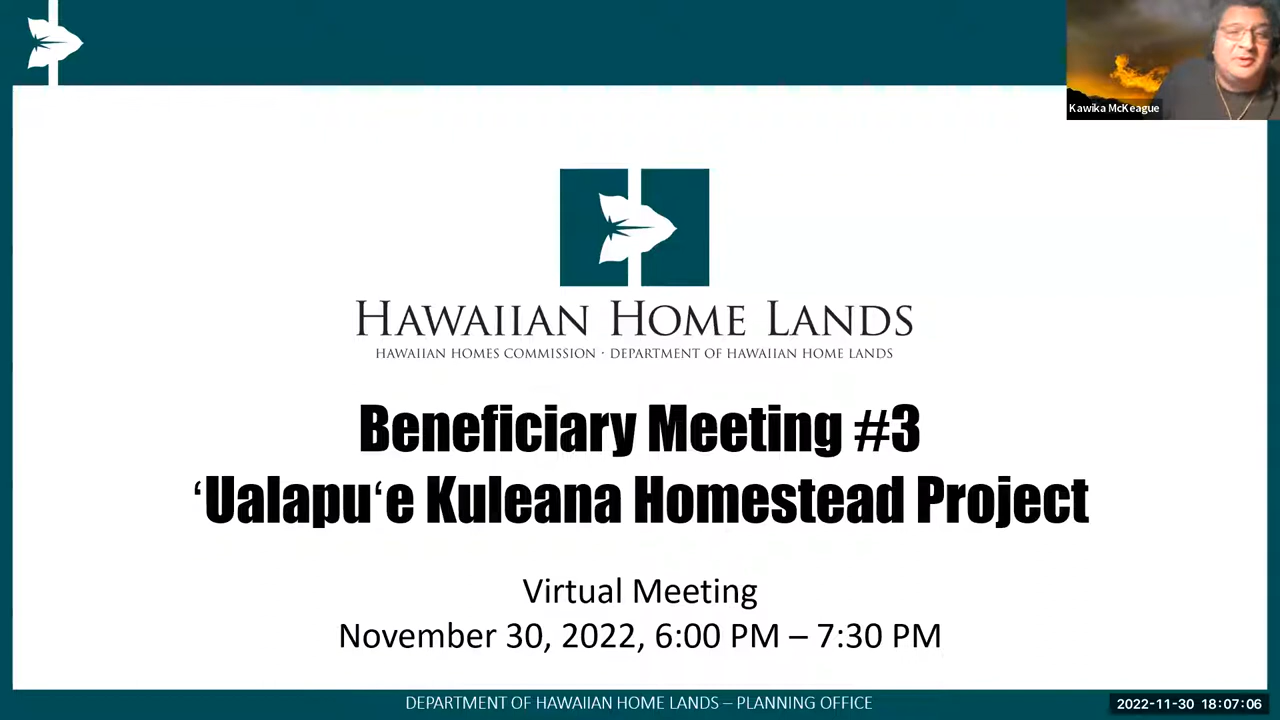 Kawika McKeague
HAWAIIAN HOME LANDS
HAWAIIAN HOMES COMMISSION · DEPARTMENT OF HAWAIIAN HOME LANDS
Beneficiary Meeting #3
ʻUalapuʻe Kuleana Homestead Project
Virtual Meeting
November 30, 2022, 6:00 PM – 7:30 PM
DEPARTMENT OF HAWAIIAN HOME LANDS – PLANNING OFFICE
2022-11-30 18:07:06